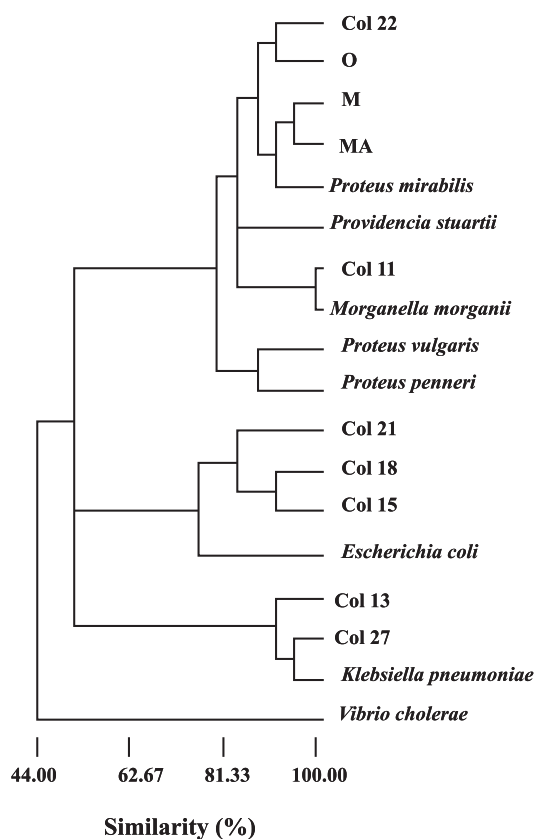 Col 22
O
M
MA
Proteus mirabilis
Providencia stuartii
Col 11
Morganella morganii
Proteus vulgaris
Proteus penneri
Col 21
Col 18
Col 15
Escherichia coli
Col 13
Col 27
Klebsiella pneumoniae
Vibrio cholerae
44.00 62.67 81.33 100.00
Similarity (%)